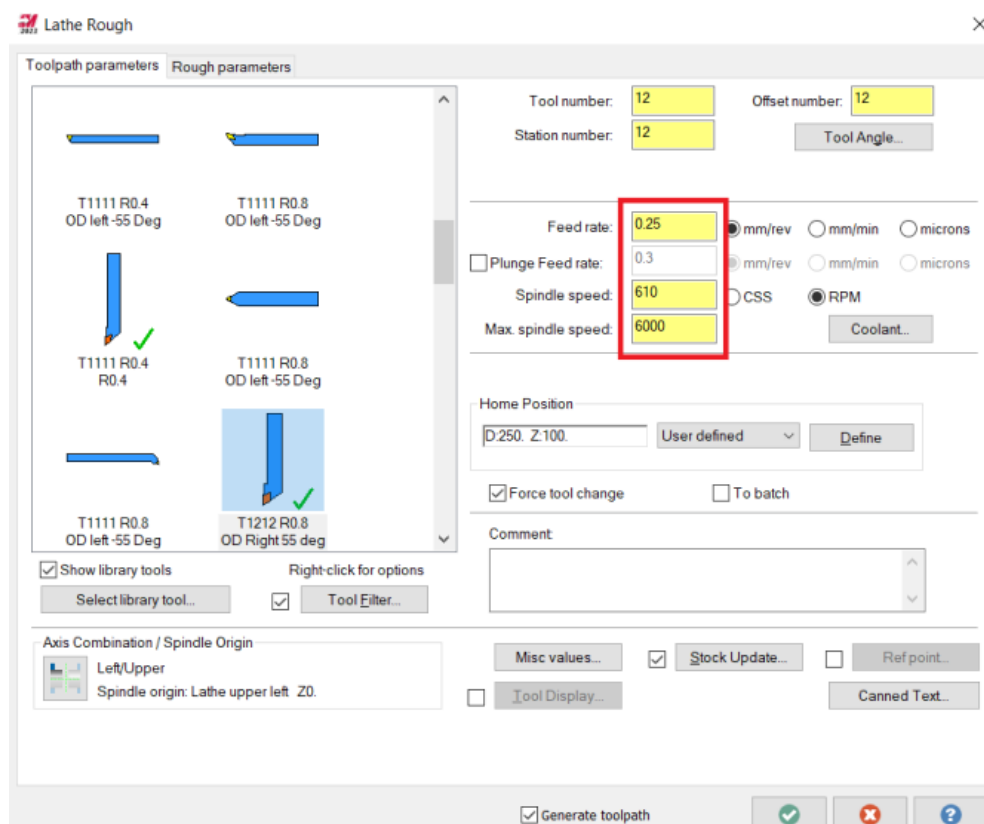 Lathe Rough
Toolpath parameters Rough parameters
T1111 R0.4
OD left -55 Deg
T1111 R0.8
OD left -55 Deg
T1111 R0.4
R0.4
T1111 R0.8
OD left -55 Deg
T1111 R0.8
OD left -55 Deg
T1212 R0.8
OD Right 55 deg
Show library tools Right-click for options
Select library tool... Tool Filter...
Axis Combination / Spindle Origin
Left/Upper
Spindle origin: Lathe upper left Z0.
Tool number: 12 Offset number: 12
Station number: 12 Tool Angle...
Feed rate: 0.25 mm/rev mm/min microns
Plunge Feed rate: 0.3 mm/rev mm/min microns
Spindle speed: 610 CSS RPM
Max. spindle speed: 6000 Coolant...
Home Position
D:250. Z:100. User defined Define
Force tool change To batch
Comment:
Misc values... Stock Update... Ref point...
Tool Display... Canned Text...
Generate toolpath